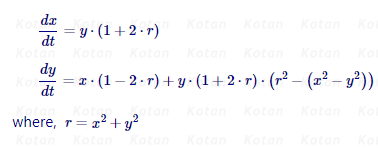 dx/dt = y · (1 + 2 · r)
dy/dt = x · (1 − 2 · r) + y · (1 + 2 · r) · (r² − (x² − y²))
where, r = x² + y²